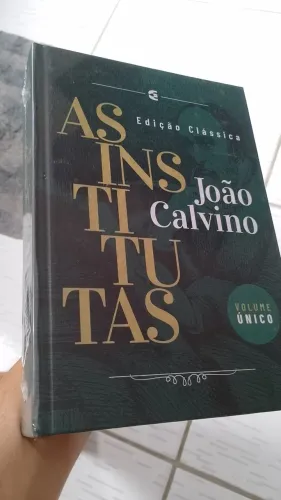 Edição Clássica
AS
INS
TI
TU
TAS
João
Calvino
VOLUME
ÚNICO